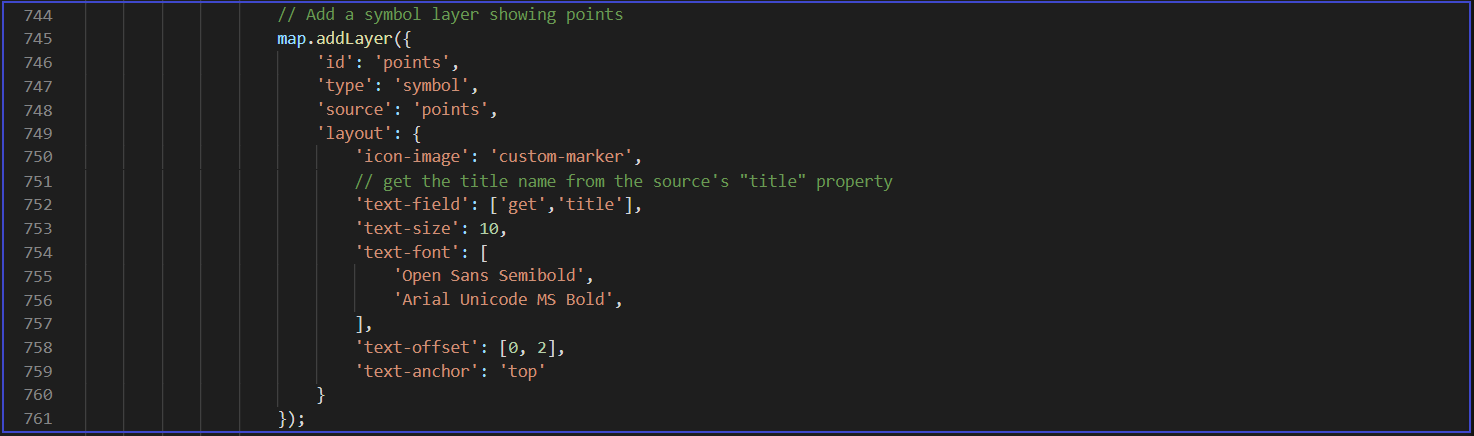 744 // Add a symbol layer showing points
745 map.addLayer({
746 'id': 'points',
747 'type': 'symbol',
748 'source': 'points',
749 'layout': {
750 'icon-image': 'custom-marker',
751 // get the title name from the source's "title" property
752 'text-field': ['get','title'],
753 'text-size': 10,
754 'text-font': [
755 'Open Sans Semibold',
756 'Arial Unicode MS Bold',
757 ],
758 'text-offset': [0, 2],
759 'text-anchor': 'top'
760 }
761 });